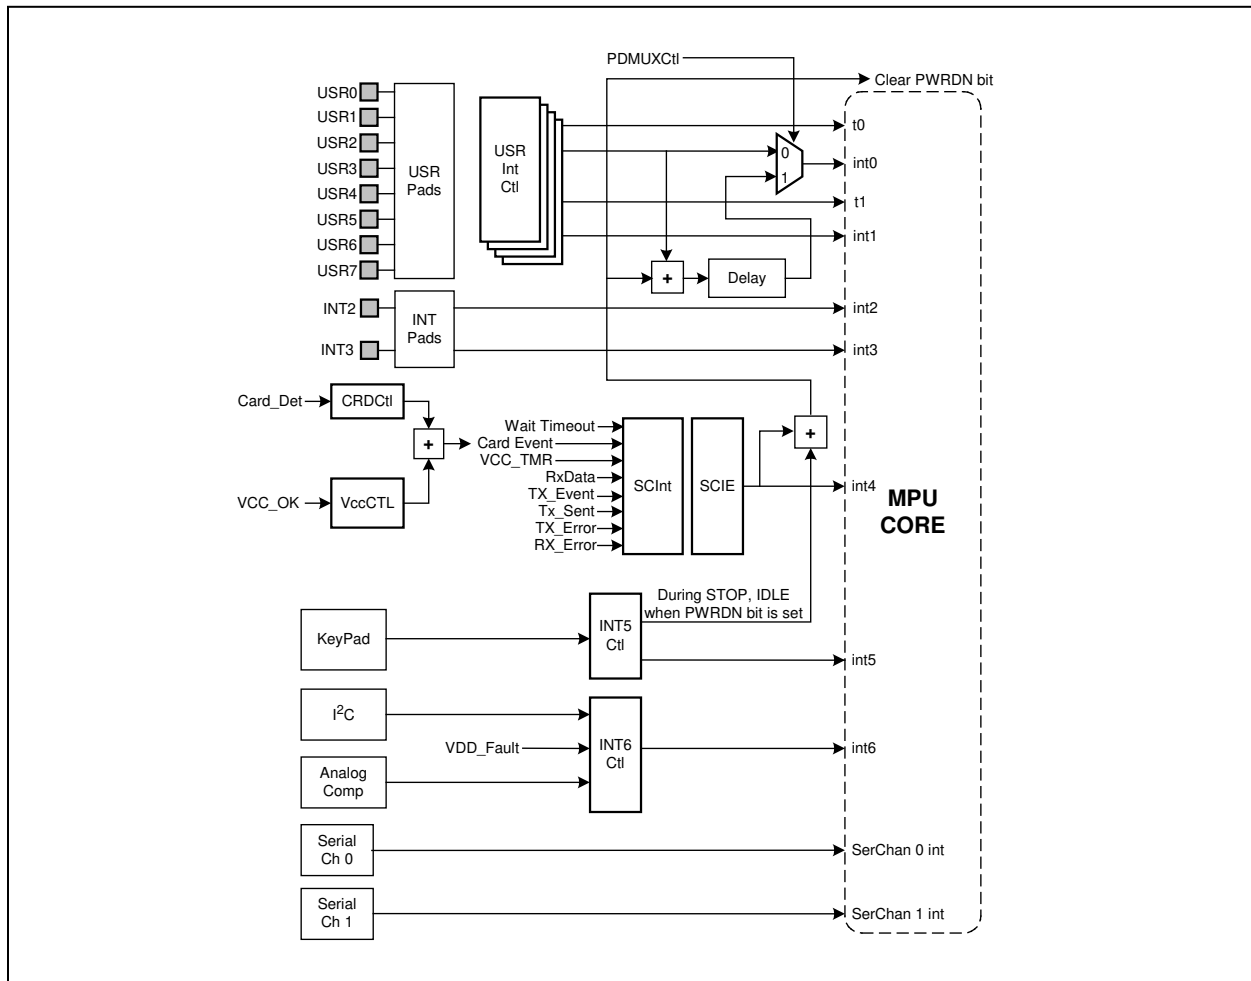 PDMUXCtl
Clear PWRDN bit
USR0
USR1
USR2
USR3
USR4
USR5
USR6
USR7
USR
Pads
USR
Int
Ctl
0
1
t0
int0
t1
int1
+
Delay
INT2
INT3
INT
Pads
int2
int3
Card_Det
CRDCtl
+
VCC_OK
VccCTL
Wait Timeout
Card Event
VCC_TMR
RxData
TX_Event
Tx_Sent
TX_Error
RX_Error
SCInt
SCIE
+
int4
MPU
CORE
During STOP, IDLE
when PWRDN bit is set
KeyPad
INT5
Ctl
int5
I²C
VDD_Fault
Analog
Comp
INT6
Ctl
int6
Serial
Ch 0
SerChan 0 int
Serial
Ch 1
SerChan 1 int